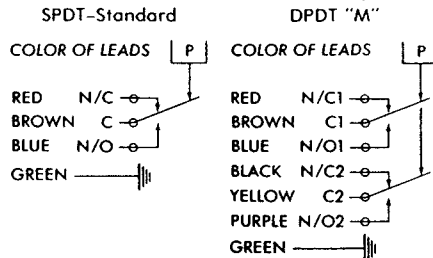 SPDT-Standard
COLOR OF LEADS P
RED N/C
BROWN C
BLUE N/O
GREEN
DPDT "M"
COLOR OF LEADS P
RED N/C1
BROWN C1
BLUE N/O1
BLACK N/C2
YELLOW C2
PURPLE N/O2
GREEN